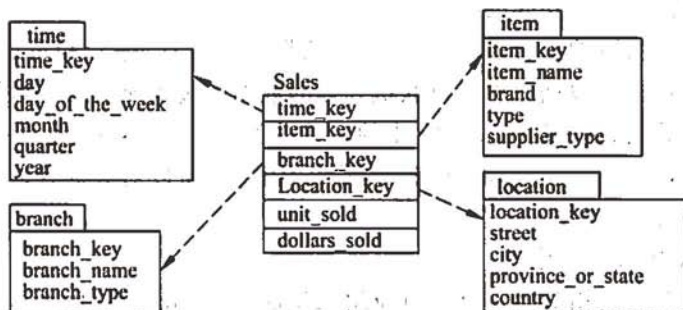 time
time_key
day
day_of_the_week
month
quarter
year
branch
branch_key
branch_name
branch_type
Sales
time_key
item_key
branch_key
Location_key
unit_sold
dollars_sold
item
item_key
item_name
brand
type
supplier_type
location
location_key
street
city
province_or_state
country